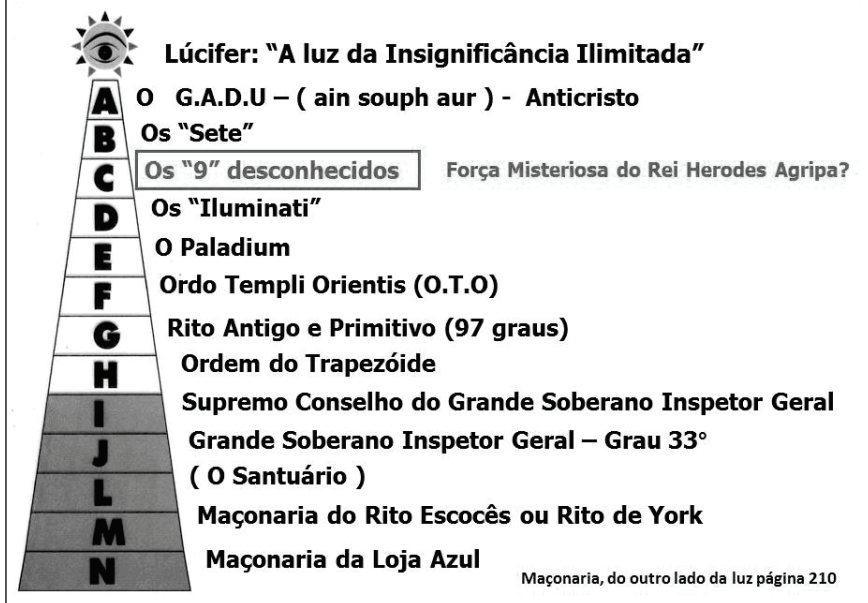 Lúcifer: “A luz da Insignificância Ilimitada”
A O G.A.D.U – ( ain souph aur ) - Anticristo
B Os “Sete”
C Os “9” desconhecidos Força Misteriosa do Rei Herodes Agripa?
D Os “Iluminati”
E O Paladium
F Ordo Templi Orientis (O.T.O)
G Rito Antigo e Primitivo (97 graus)
H Ordem do Trapezóide
I Supremo Conselho do Grande Soberano Inspetor Geral
J Grande Soberano Inspetor Geral – Grau 33°
L ( O Santuário )
M Maçonaria do Rito Escocês ou Rito de York
N Maçonaria da Loja Azul
Maçonaria, do outro lado da luz página 210